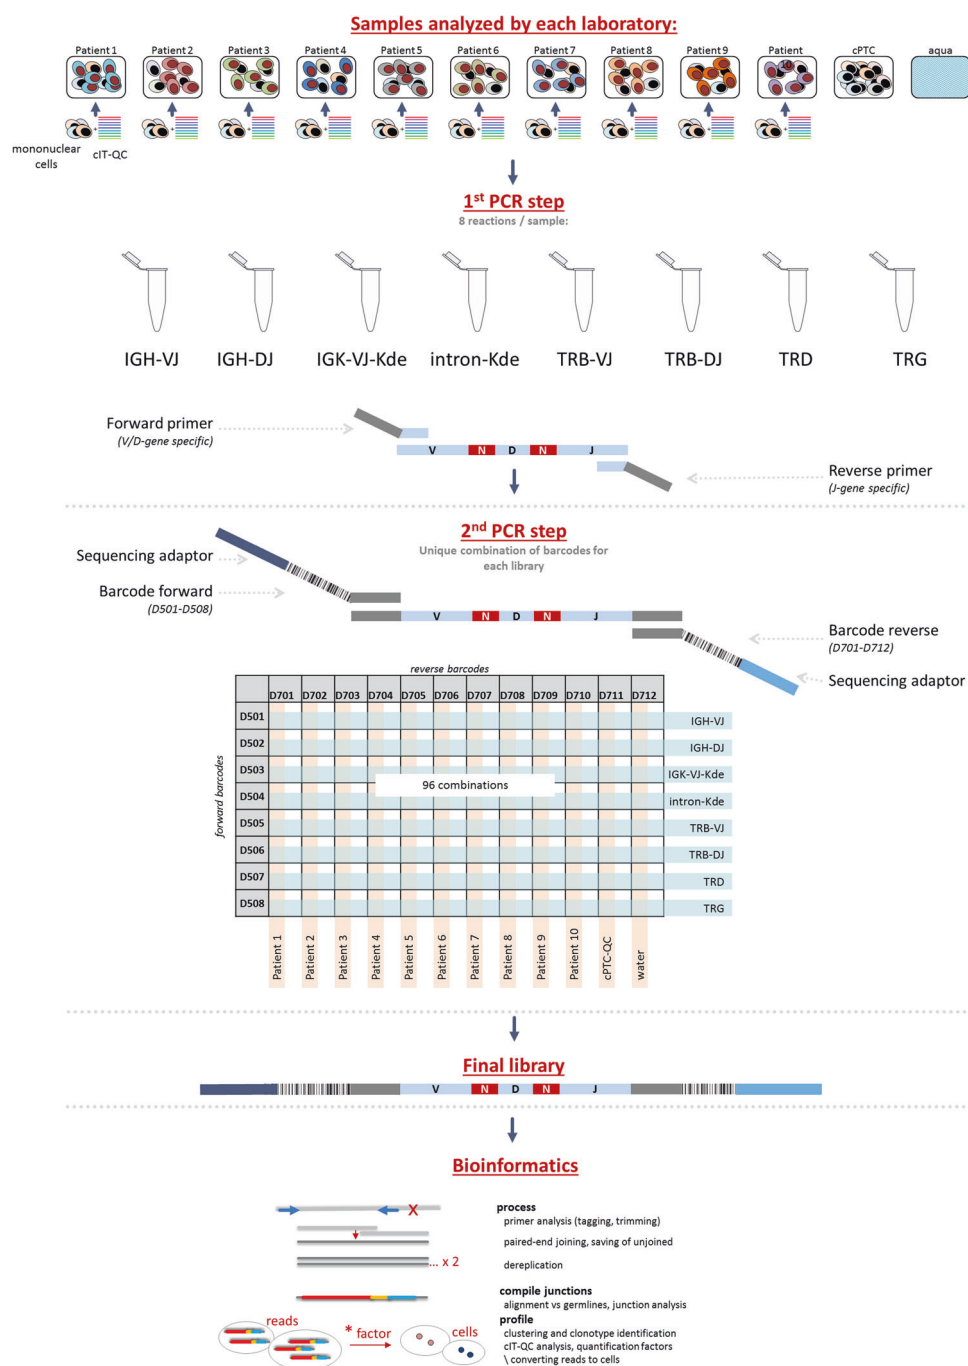 Samples analyzed by each laboratory:
Patient 1 Patient 2 Patient 3 Patient 4 Patient 5 Patient 6 Patient 7 Patient 8 Patient 9 Patient cPTC aqua
10
+ + + + + + + + + +
mononuclear
cells
cIT-QC
1st PCR step
8 reactions / sample:
IGH-VJ IGH-DJ IGK-VJ-Kde intron-Kde TRB-VJ TRB-DJ TRD TRG
Forward primer
(V/D-gene specific)
V N D N J
Reverse primer
(J-gene specific)
2nd PCR step
Unique combination of barcodes for
each library
Sequencing adaptor
Barcode forward
(D501-D508)
V N D N J
Barcode reverse
(D701-D712)
Sequencing adaptor
reverse barcodes
D701 D702 D703 D704 D705 D706 D707 D708 D709 D710 D711 D712
forward barcodes
D501 IGH-VJ
D502 IGH-DJ
D503 IGK-VJ-Kde
96 combinations
D504 intron-Kde
D505 TRB-VJ
D506 TRB-DJ
D507 TRD
D508 TRG
Patient 1 Patient 2 Patient 3 Patient 4 Patient 5 Patient 6 Patient 7 Patient 8 Patient 9 Patient 10 cPTC-QC water
Final library
V N D N J
Bioinformatics
X
process
primer analysis (tagging, trimming)
paired-end joining, saving of unjoined
... x 2
dereplication
compile junctions
alignment vs germlines, junction analysis
reads
* factor
cells
profile
clustering and clonotype identification
cIT-QC analysis, quantification factors
\ converting reads to cells